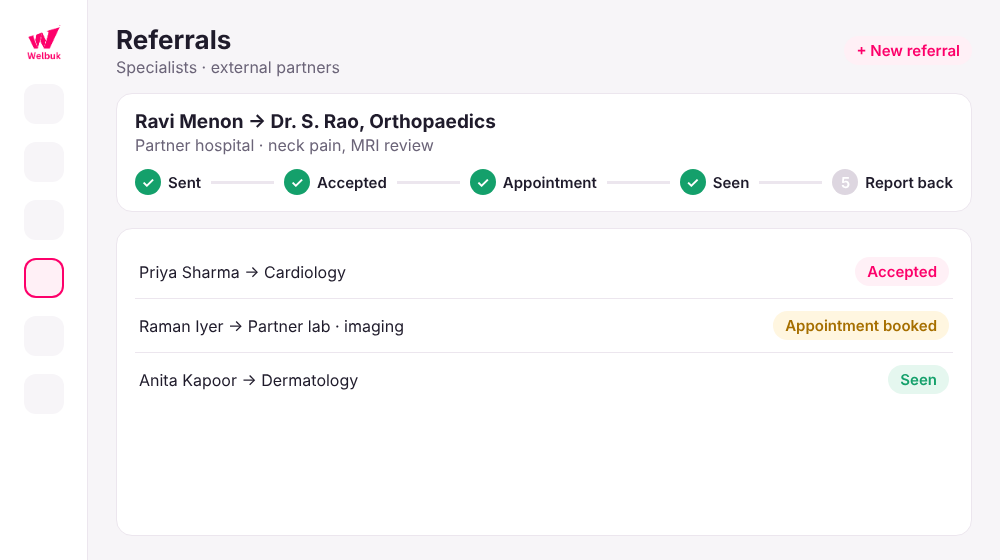 Welbuk
Referrals
Specialists · external partners
+ New referral
Ravi Menon → Dr. S. Rao, Orthopaedics
Partner hospital · neck pain, MRI review
Sent
Accepted
Appointment
Seen
5 Report back
Priya Sharma → Cardiology
Accepted
Raman Iyer → Partner lab · imaging
Appointment booked
Anita Kapoor → Dermatology
Seen